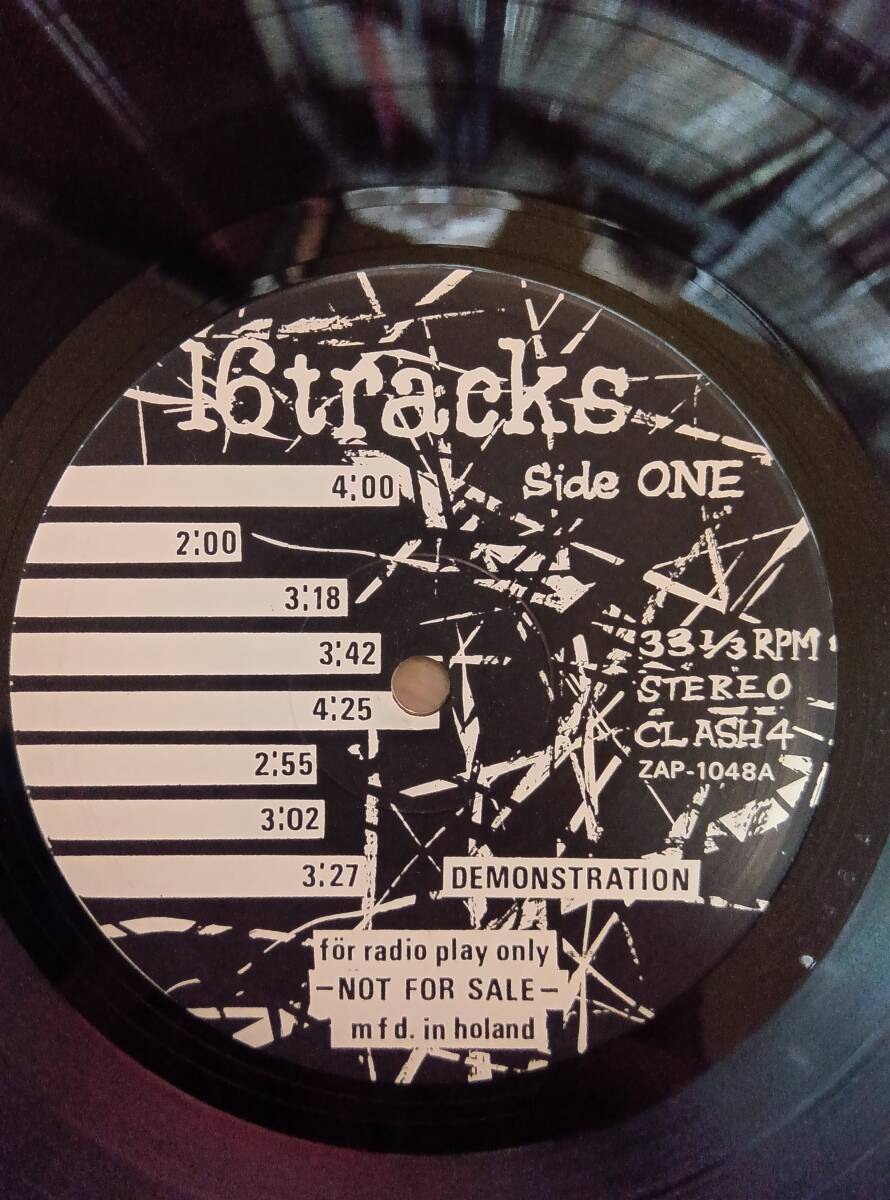 16tracks
Side ONE
4:00
2:00
3:18
3:42
4:25
2:55
3:02
3:27
33 1/3 RPM
STEREO
CLASH 4
ZAP-1048A
DEMONSTRATION
för radio play only
-NOT FOR SALE-
mfd. in holand